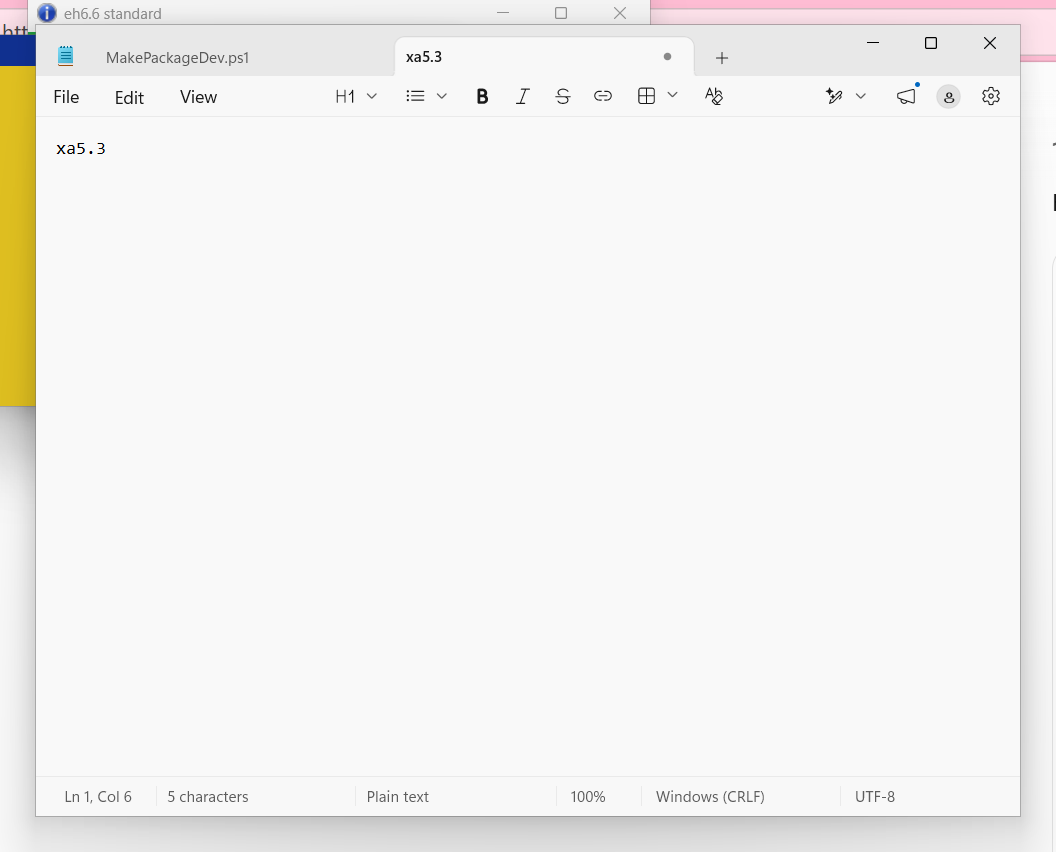 eh6.6 standard
htt
MakePackageDev.ps1
xa5.3
File Edit View H1
xa5.3
Ln 1, Col 6 5 characters Plain text 100% Windows (CRLF) UTF-8